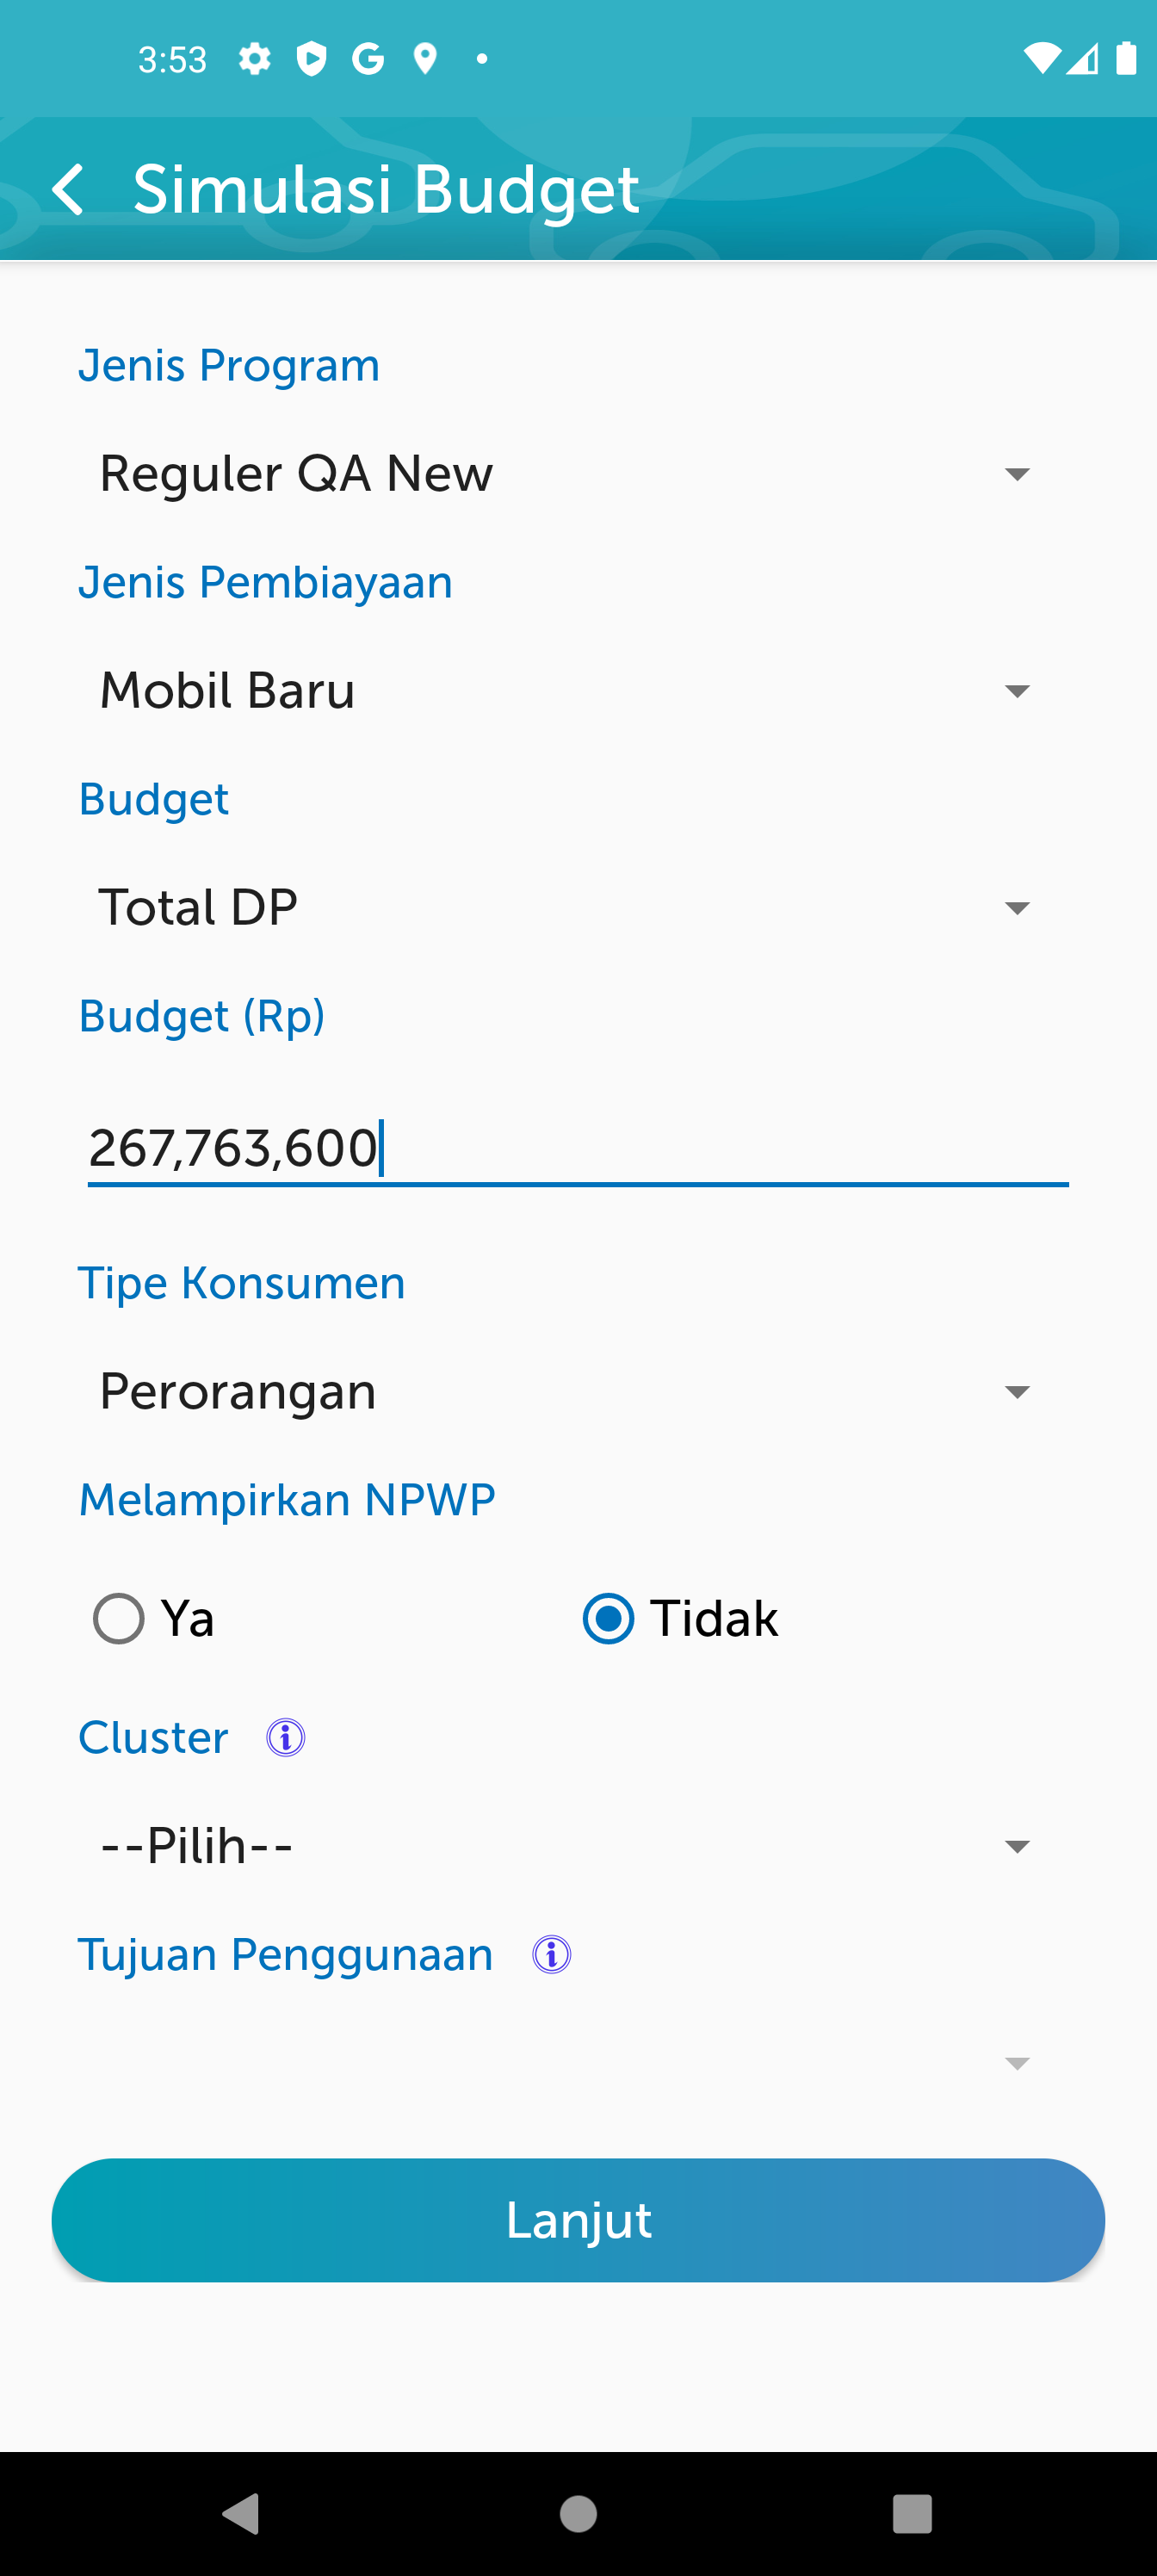 3:53
Simulasi Budget
Jenis Program
Reguler QA New
Jenis Pembiayaan
Mobil Baru
Budget
Total DP
Budget (Rp)
267,763,600
Tipe Konsumen
Perorangan
Melampirkan NPWP
Ya Tidak
Cluster
--Pilih--
Tujuan Penggunaan
Lanjut